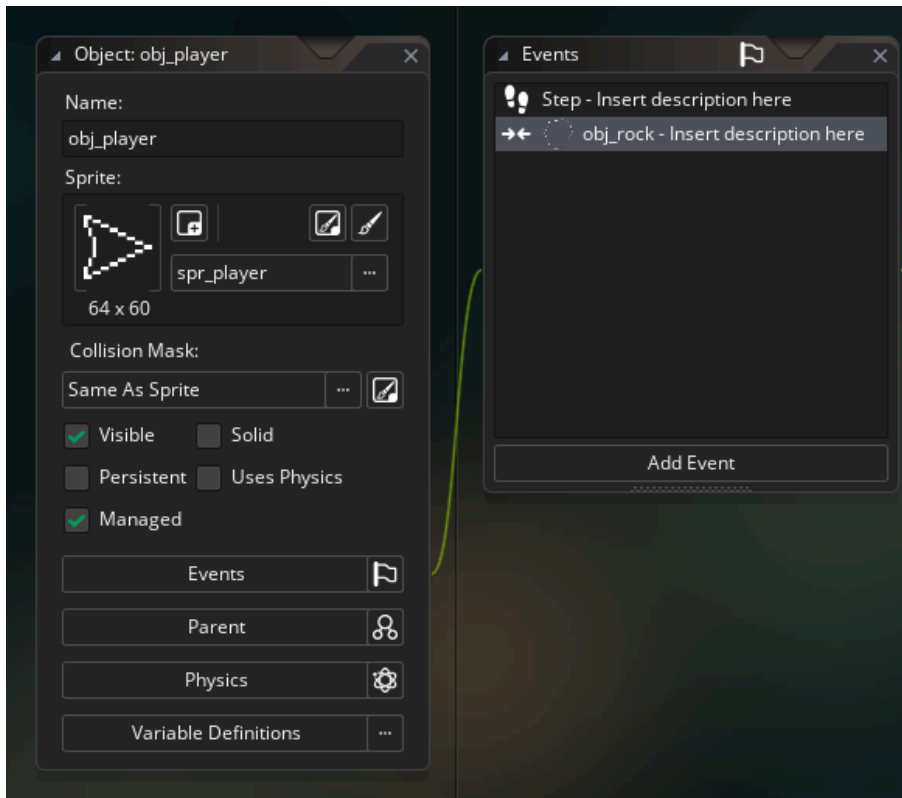 Object: obj_player
Name:
obj_player
Sprite:
spr_player
64 x 60
Collision Mask:
Same As Sprite
Visible
Solid
Persistent
Uses Physics
Managed
Events
Parent
Physics
Variable Definitions
Events
Step - Insert description here
obj_rock - Insert description here
Add Event